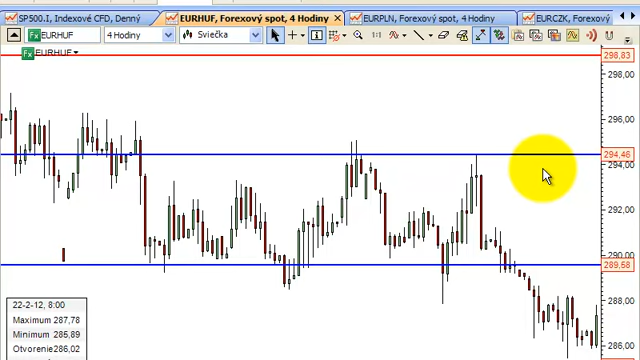 SP500.I, Indexové CFD, Denný
EURHUF, Forexový spot, 4 Hodiny
EURPLN, Forexový spot, 4 Hodiny
EURCZK, Forexový
EURHUF
4 Hodiny
Sviečka
EURHUF
298,83
298,00
296,00
294,46
294,00
292,00
290,00
289,58
288,00
286,00
22-2-12, 8:00
Maximum 287,78
Minimum 285,89
Otvorenie 286,02